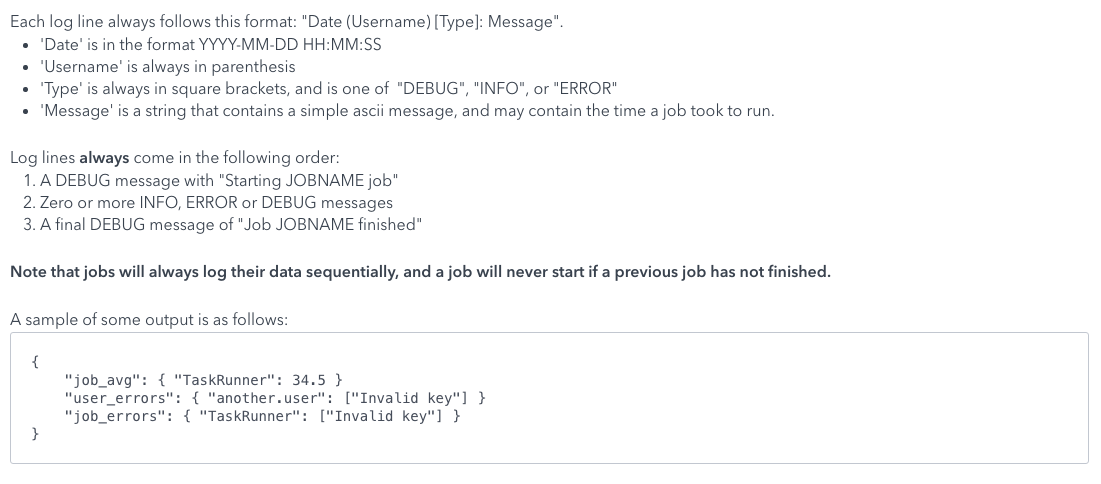 Each log line always follows this format: "Date (Username) [Type]: Message".
• 'Date' is in the format YYYY-MM-DD HH:MM:SS
• 'Username' is always in parenthesis
• 'Type' is always in square brackets, and is one of  "DEBUG", "INFO", or "ERROR"
• 'Message' is a string that contains a simple ascii message, and may contain the time a job took to run.
Log lines always come in the following order:
1. A DEBUG message with "Starting JOBNAME job"
2. Zero or more INFO, ERROR or DEBUG messages
3. A final DEBUG message of "Job JOBNAME finished"
Note that jobs will always log their data sequentially, and a job will never start if a previous job has not finished.
A sample of some output is as follows:
{
    "job_avg": { "TaskRunner": 34.5 }
    "user_errors": { "another.user": ["Invalid key"] }
    "job_errors": { "TaskRunner": ["Invalid key"] }
}